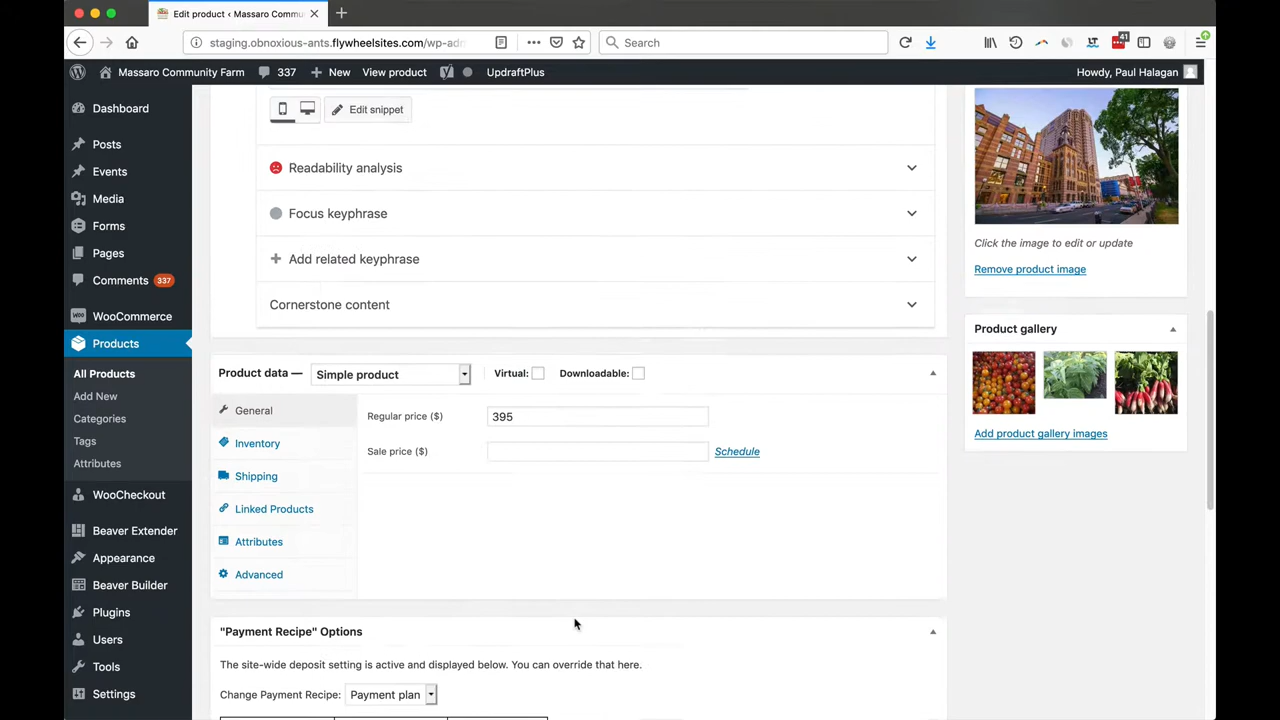 Edit product ‹ Massaro Commu
staging.obnoxious-ants.flywheelsites.com/wp-adm
Search
41
Massaro Community Farm
337
New
View product
UpdraftPlus
Howdy, Paul Halagan
Dashboard
Posts
Events
Media
Forms
Pages
Comments 337
WooCommerce
Products
All Products
Add New
Categories
Tags
Attributes
WooCheckout
Beaver Extender
Appearance
Beaver Builder
Plugins
Users
Tools
Settings
Edit snippet
Readability analysis
Focus keyphrase
Add related keyphrase
Cornerstone content
Product data —
Simple product
Virtual:
Downloadable:
General
Inventory
Shipping
Linked Products
Attributes
Advanced
Regular price ($)
395
Sale price ($)
Schedule
"Payment Recipe" Options
The site-wide deposit setting is active and displayed below. You can override that here.
Change Payment Recipe: Payment plan
Click the image to edit or update
Remove product image
Product gallery
Add product gallery images